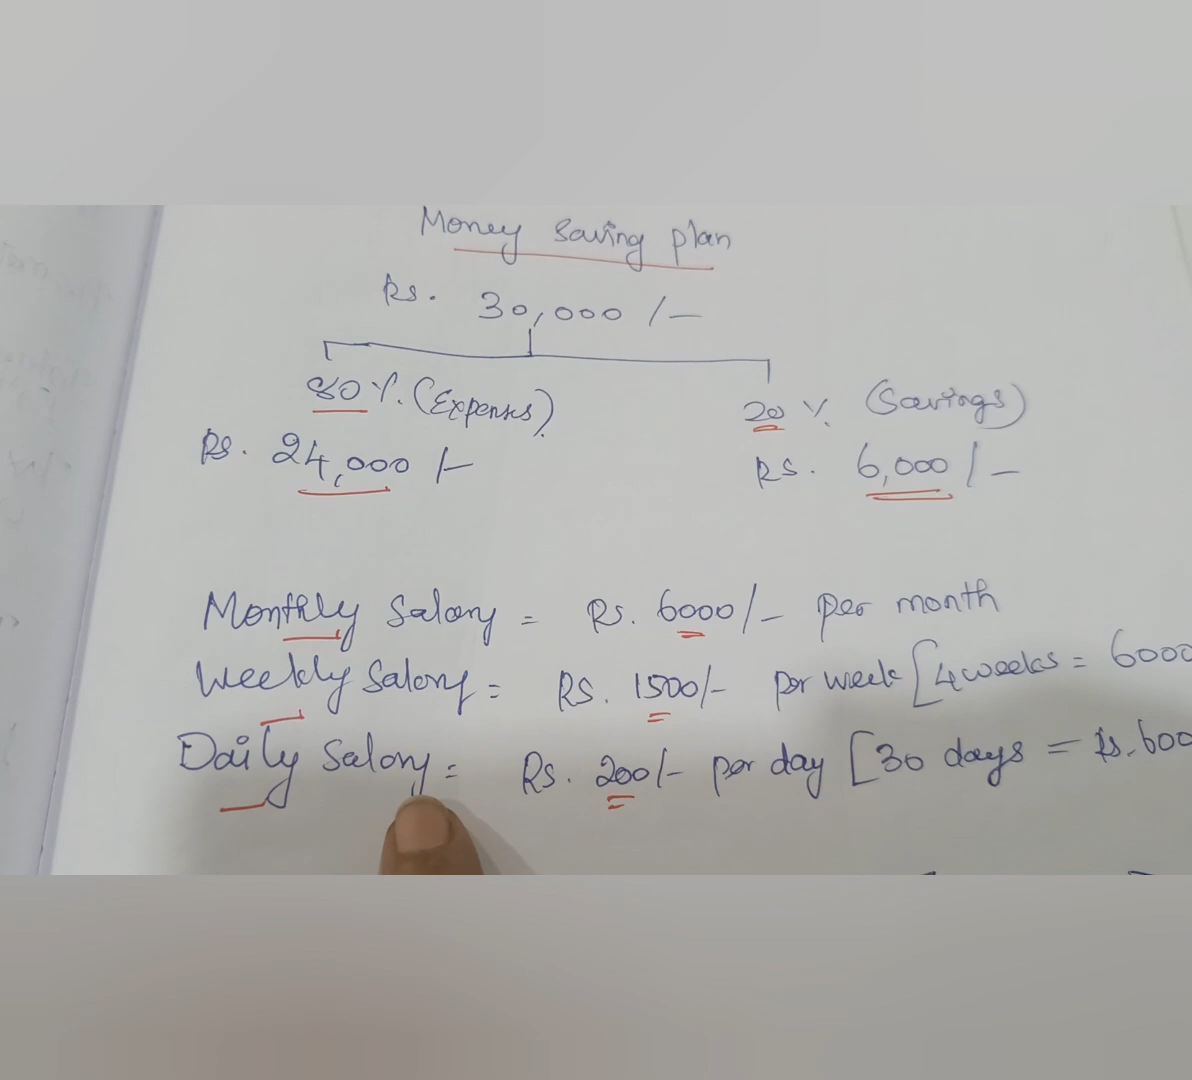 Money Saving plan
Rs. 30,000/-
80%. (Expenses)
20% (Savings)
Rs. 24,000/-
RS. 6,000/-
Monthly Salary = Rs. 6000/- per month
Weekly Salary = RS. 1500/- per week [4 weeks = 6000
Daily Salary = Rs. 200/- per day [30 days = Rs. 600